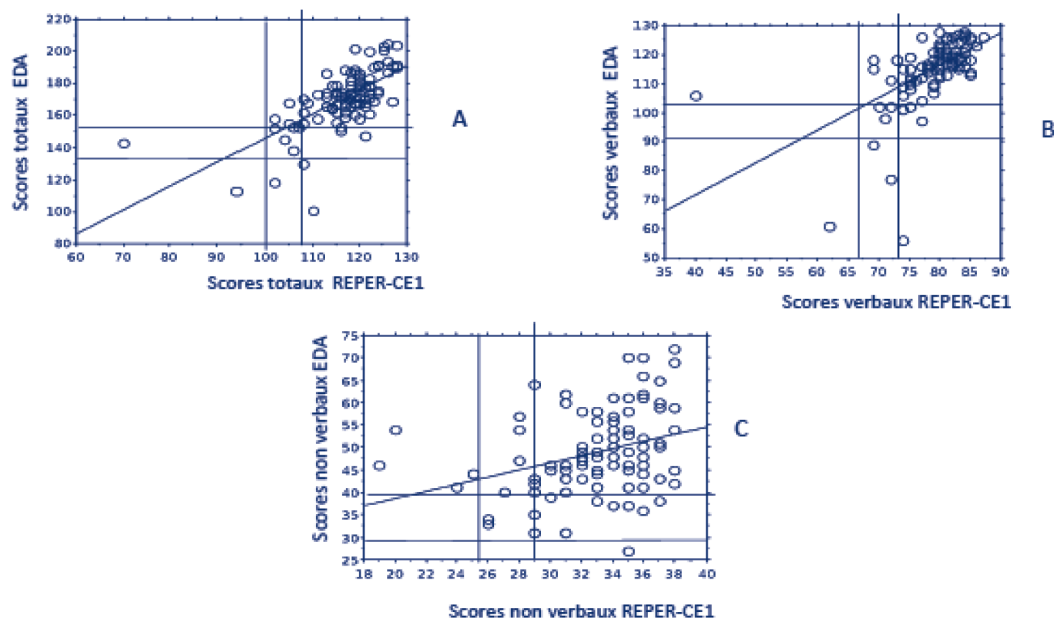 Scores totaux EDA
220
200
180
160
140
120
100
80
60 70 80 90 100 110 120 130
Scores totaux REPER-CE1
A
Scores verbaux EDA
130
120
110
100
90
80
70
60
50
35 40 45 50 55 60 65 70 75 80 85 90
Scores verbaux REPER-CE1
B
Scores non verbaux EDA
75
70
65
60
55
50
45
40
35
30
25
18 20 22 24 26 28 30 32 34 36 38 40
Scores non verbaux REPER-CE1
C